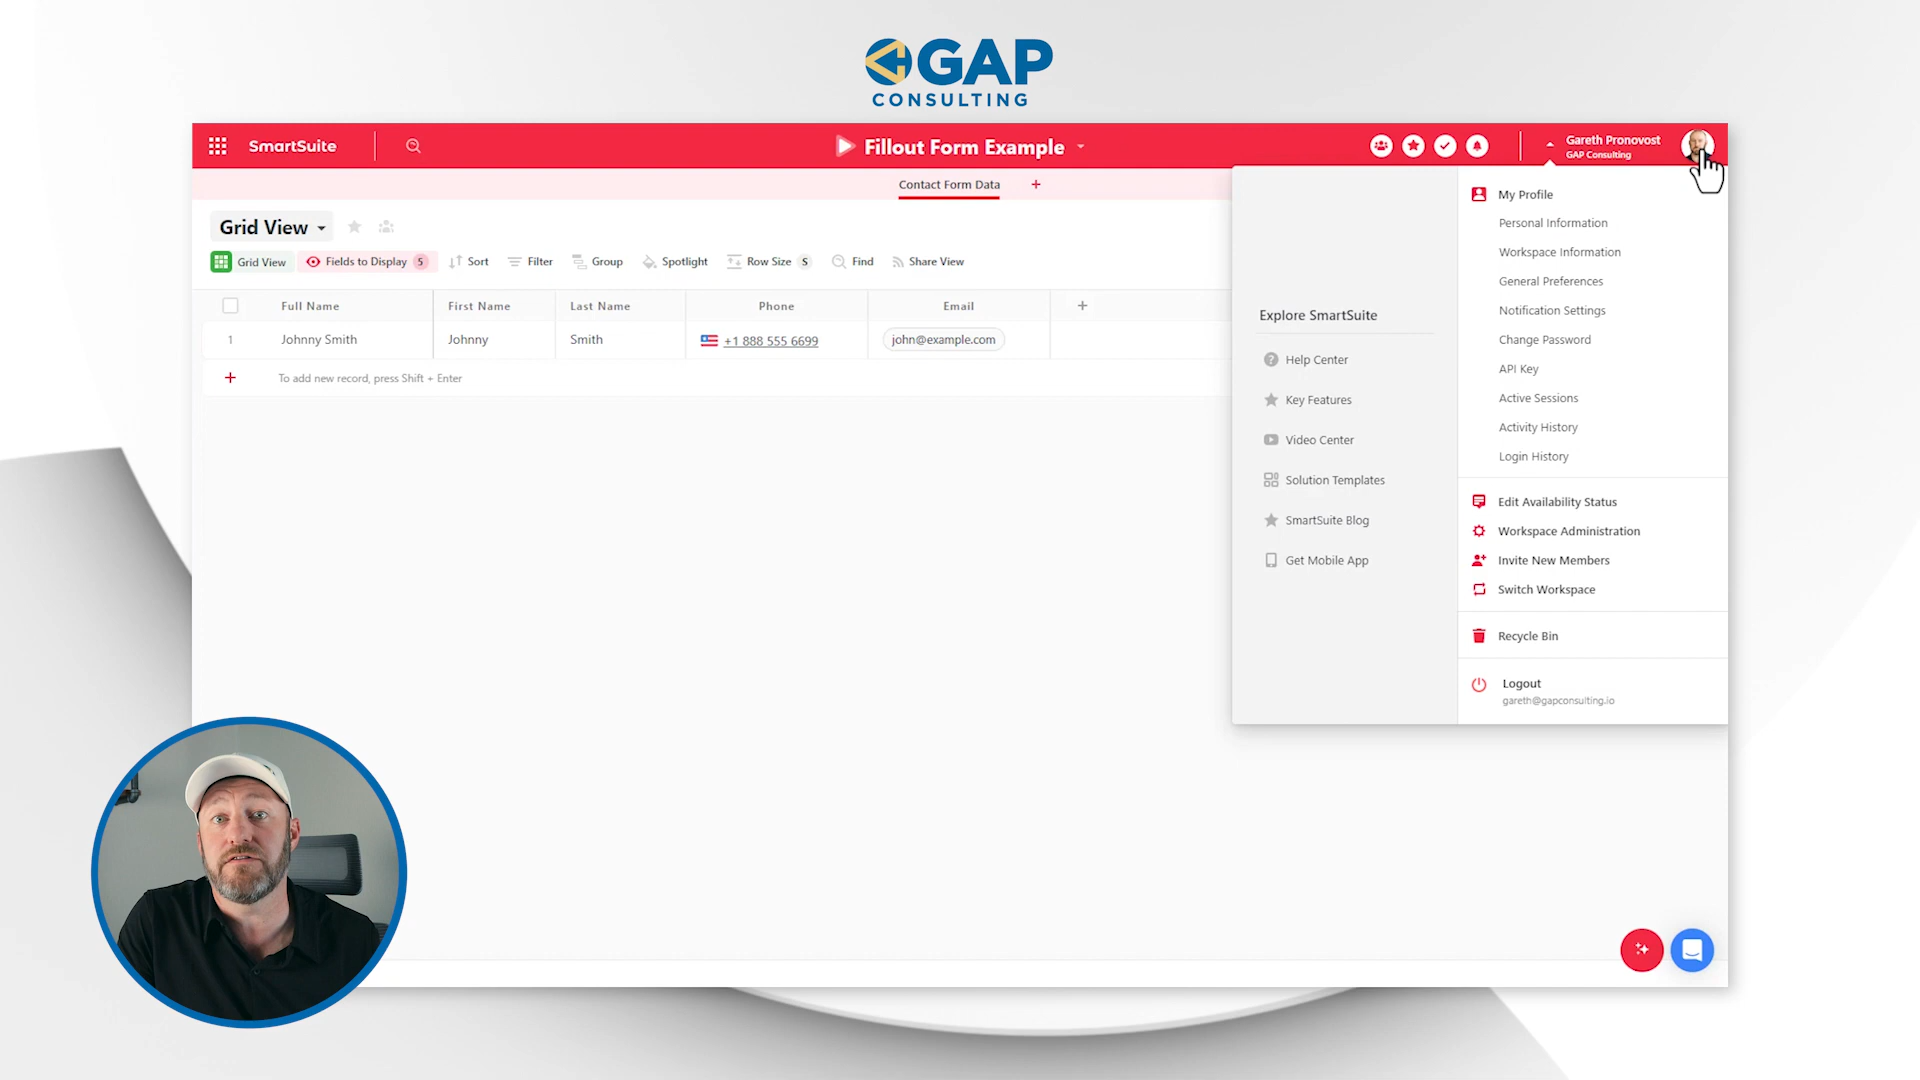 GAP
CONSULTING
SmartSuite
Fillout Form Example
Gareth Pronovost
GAP Consulting
Contact Form Data
Grid View
Grid View
Fields to Display 5
Sort
Filter
Group
Spotlight
Row Size S
Find
Share View
Full Name
First Name
Last Name
Phone
Email
1
Johnny Smith
Johnny
Smith
+1 888 555 6699
john@example.com
To add new record, press Shift + Enter
Explore SmartSuite
Help Center
Key Features
Video Center
Solution Templates
SmartSuite Blog
Get Mobile App
My Profile
Personal Information
Workspace Information
General Preferences
Notification Settings
Change Password
API Key
Active Sessions
Activity History
Login History
Edit Availability Status
Workspace Administration
Invite New Members
Switch Workspace
Recycle Bin
Logout
gareth@gapconsulting.io